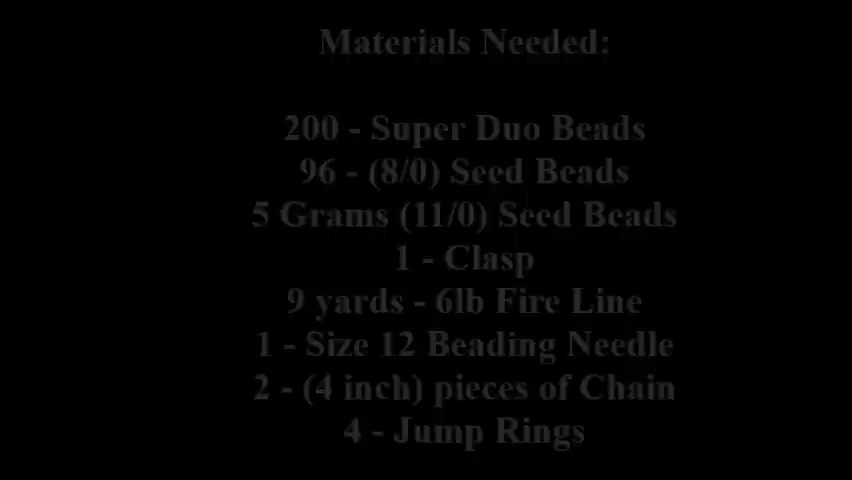 Materials Needed:
200 - Super Duo Beads
96 - (8/0) Seed Beads
5 Grams (11/0) Seed Beads
1 - Clasp
9 yards - 6lb Fire Line
1 - Size 12 Beading Needle
2 - (4 inch) pieces of Chain
4 - Jump Rings